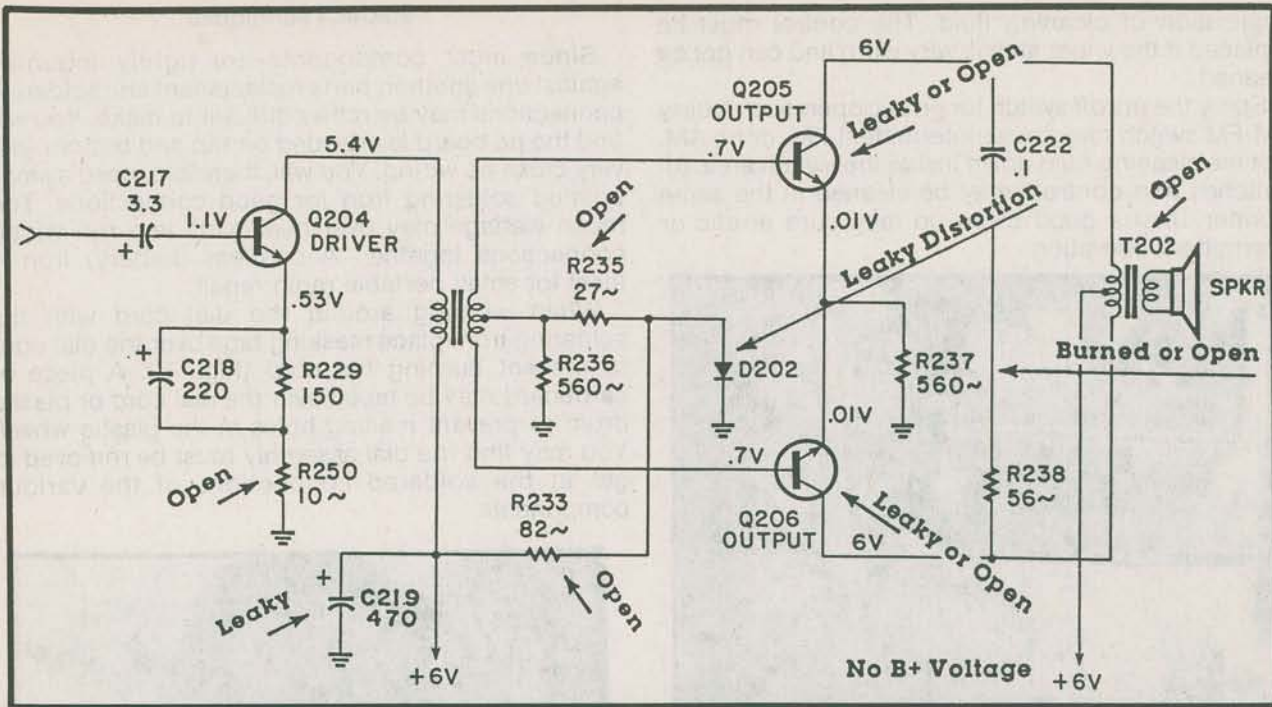 6V
Q205
OUTPUT
Leaky or Open
5.4V
.7V
C222
.1
C217
3.3
+
1.1V
Q204
DRIVER
Open
Open
T202
.01V
Leaky Distortion
SPKR
R235
27~
.53V
Burned or Open
+
C218
220
R229
150
R236
560~
D202
R237
560~
.01V
.7V
Open
R250
10~
R238
56~
R233
82~
Q206
OUTPUT
6V
Leaky or Open
Leaky
+
C219
470
Open
+6V
No B+ Voltage
+6V